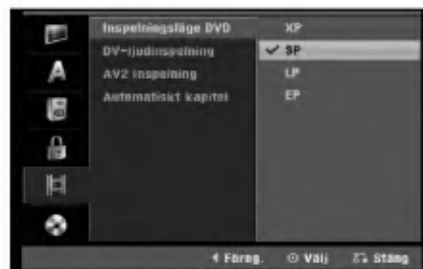 Inspelningsläge DVD XP
DV-ljudinspelning ✓ SP
AV2 inspelning LP
Automatiskt kapitel EP
Föreg. Välj Stäng